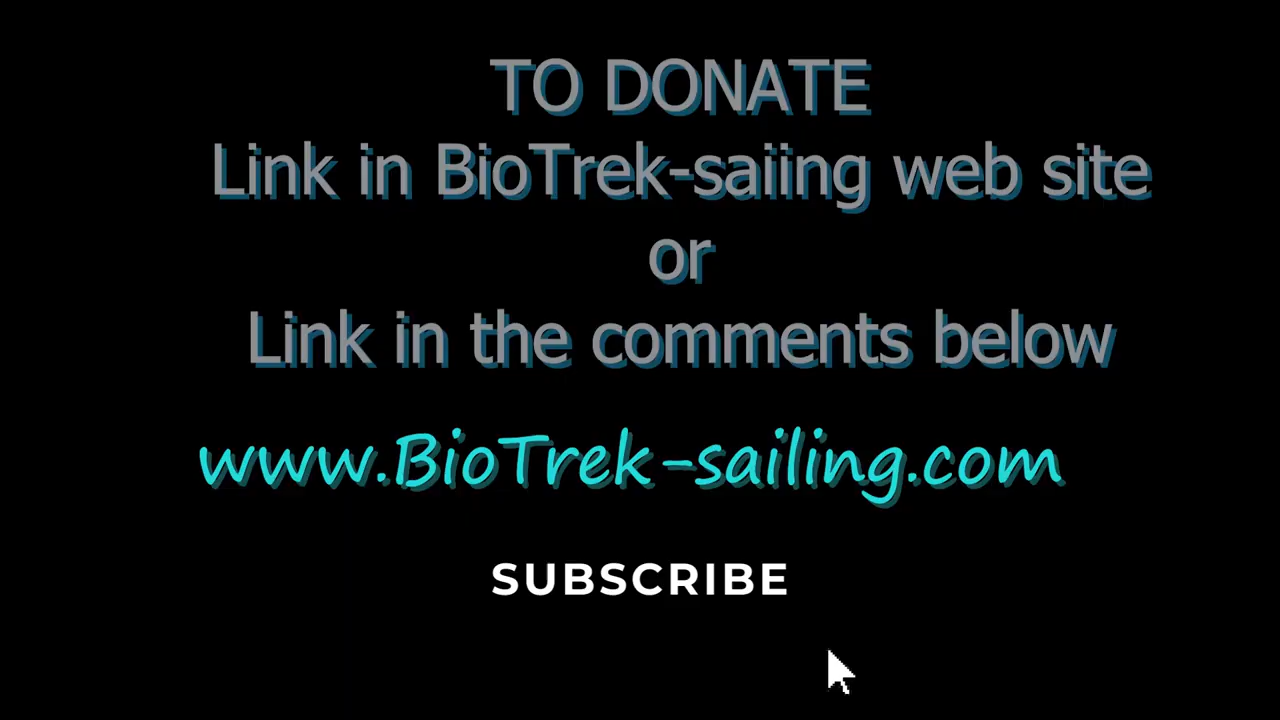 TO DONATE
Link in BioTrek-saiing web site
or
Link in the comments below
www.BioTrek-sailing.com
SUBSCRIBE